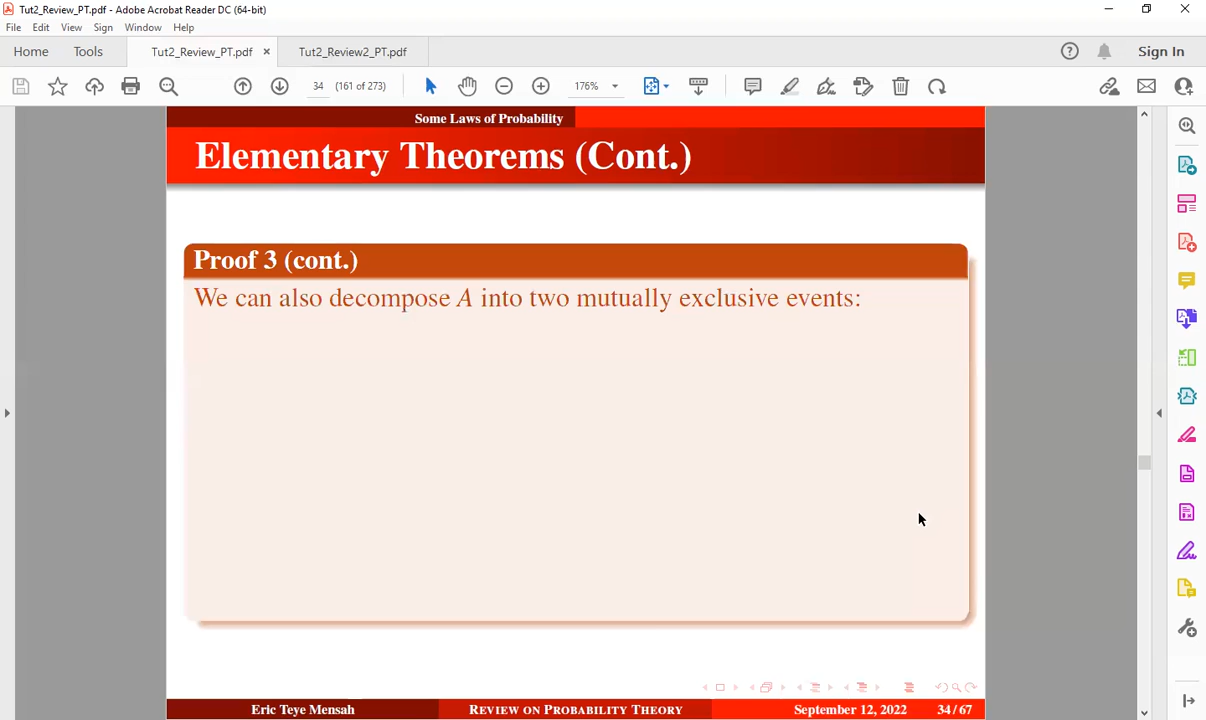 Tut2_Review_PT.pdf - Adobe Acrobat Reader DC (64-bit)
File Edit View Sign Window Help
Home Tools Tut2_Review_PT.pdf × Tut2_Review2_PT.pdf Sign In
34 (161 of 273) 176%
Some Laws of Probability
Elementary Theorems (Cont.)
Proof 3 (cont.)
We can also decompose A into two mutually exclusive events:
Eric Teye Mensah REVIEW ON PROBABILITY THEORY September 12, 2022 34/67